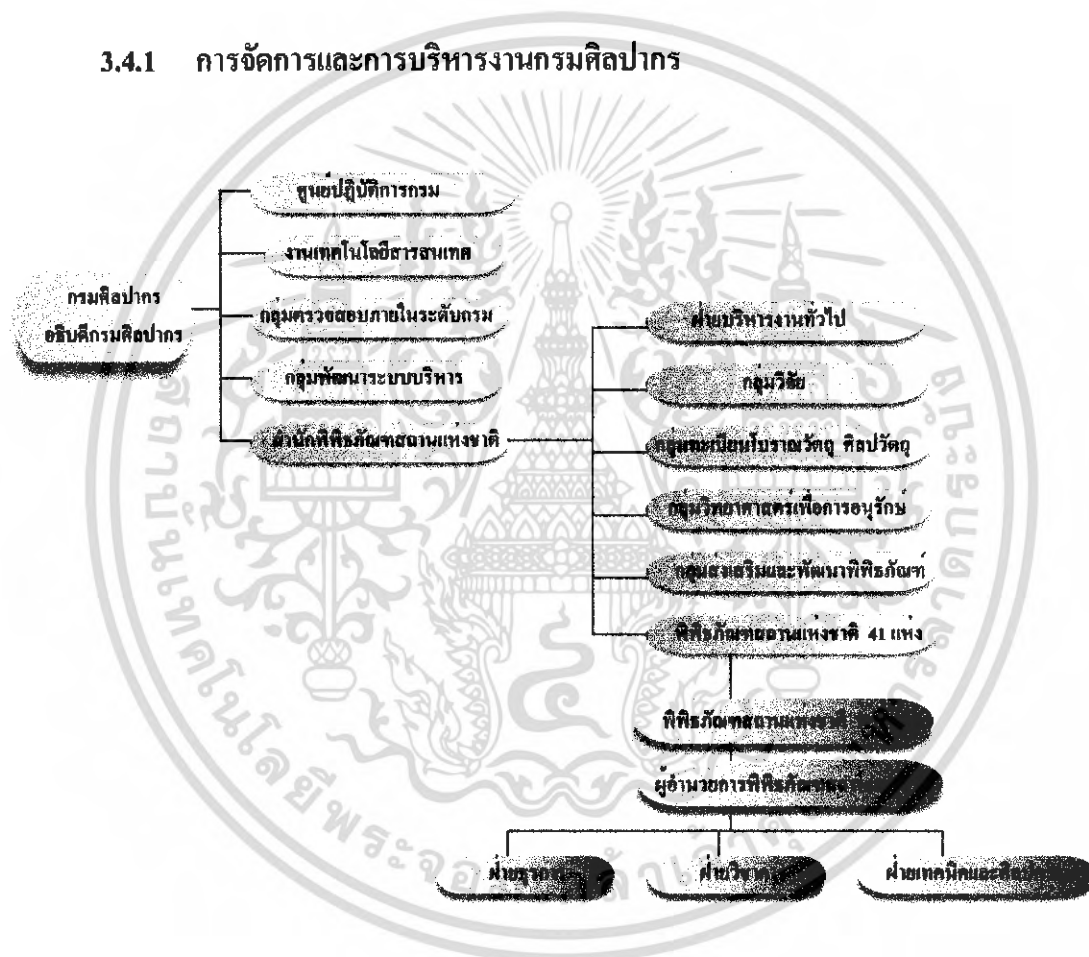 3.4.1 การจัดการและการบริหารงานกรมศิลปากร
ศูนย์ปฏิบัติการกรม
งานเทคโนโลยีสารสนเทศ
กรมศิลปากร
อธิบดีกรมศิลปากร
กลุ่มตรวจสอบภายในระดับกรม
กลุ่มพัฒนาระบบบริหาร
สำนักพิพิธภัณฑสถานแห่งชาติ
ฝ่ายบริหารงานทั่วไป
กลุ่มวิจัย
กลุ่มทะเบียนโบราณวัตถุ ศิลปวัตถุ
กลุ่มวิทยาศาสตร์เพื่อการอนุรักษ์
กลุ่มส่งเสริมและพัฒนาพิพิธภัณฑ์
พิพิธภัณฑสถานแห่งชาติ 41 แห่ง
พิพิธภัณฑสถานแห่งชาติ
ผู้อำนวยการ
ฝ่ายธุรการ
ฝ่ายวิชาการ
ฝ่ายเทคนิคและ